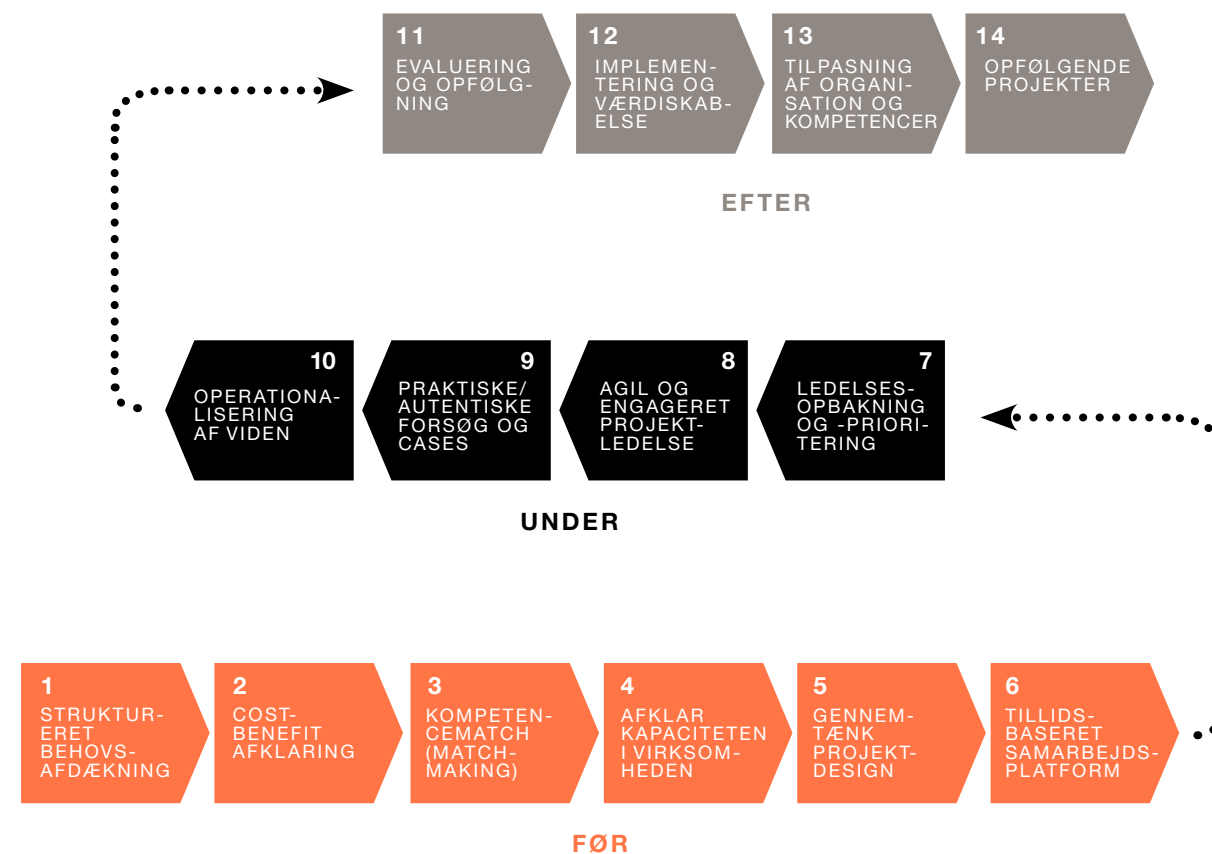 11
EVALUERING
OG OPFØLG-
NING
12
IMPLEMEN-
TERING OG
VÆRDISKAB-
ELSE
13
TILPASNING
AF ORGANI-
SATION OG
KOMPETENCER
14
OPFØLGENDE
PROJEKTER
EFTER
10
OPERATIONA-
LISERING
AF VIDEN
9
PRAKTISKE/
AUTENTISKE
FORSØG OG
CASES
8
AGIL OG
ENGAGERET
PROJEKT-
LEDELSE
7
LEDELSES-
OPBAKNING
OG -PRIORI-
TERING
UNDER
1
STRUKTUR-
ERET
BEHOVS-
AFDÆKNING
2
COST-
BENEFIT
AFKLARING
3
KOMPETEN-
CEMATCH
(MATCH-
MAKING)
4
AFKLAR
KAPACITETEN
I VIRKSOM-
HEDEN
5
GENNEM-
TÆNK
PROJEKT-
DESIGN
6
TILLIDS-
BASERET
SAMARBEJDS-
PLATFORM
FØR